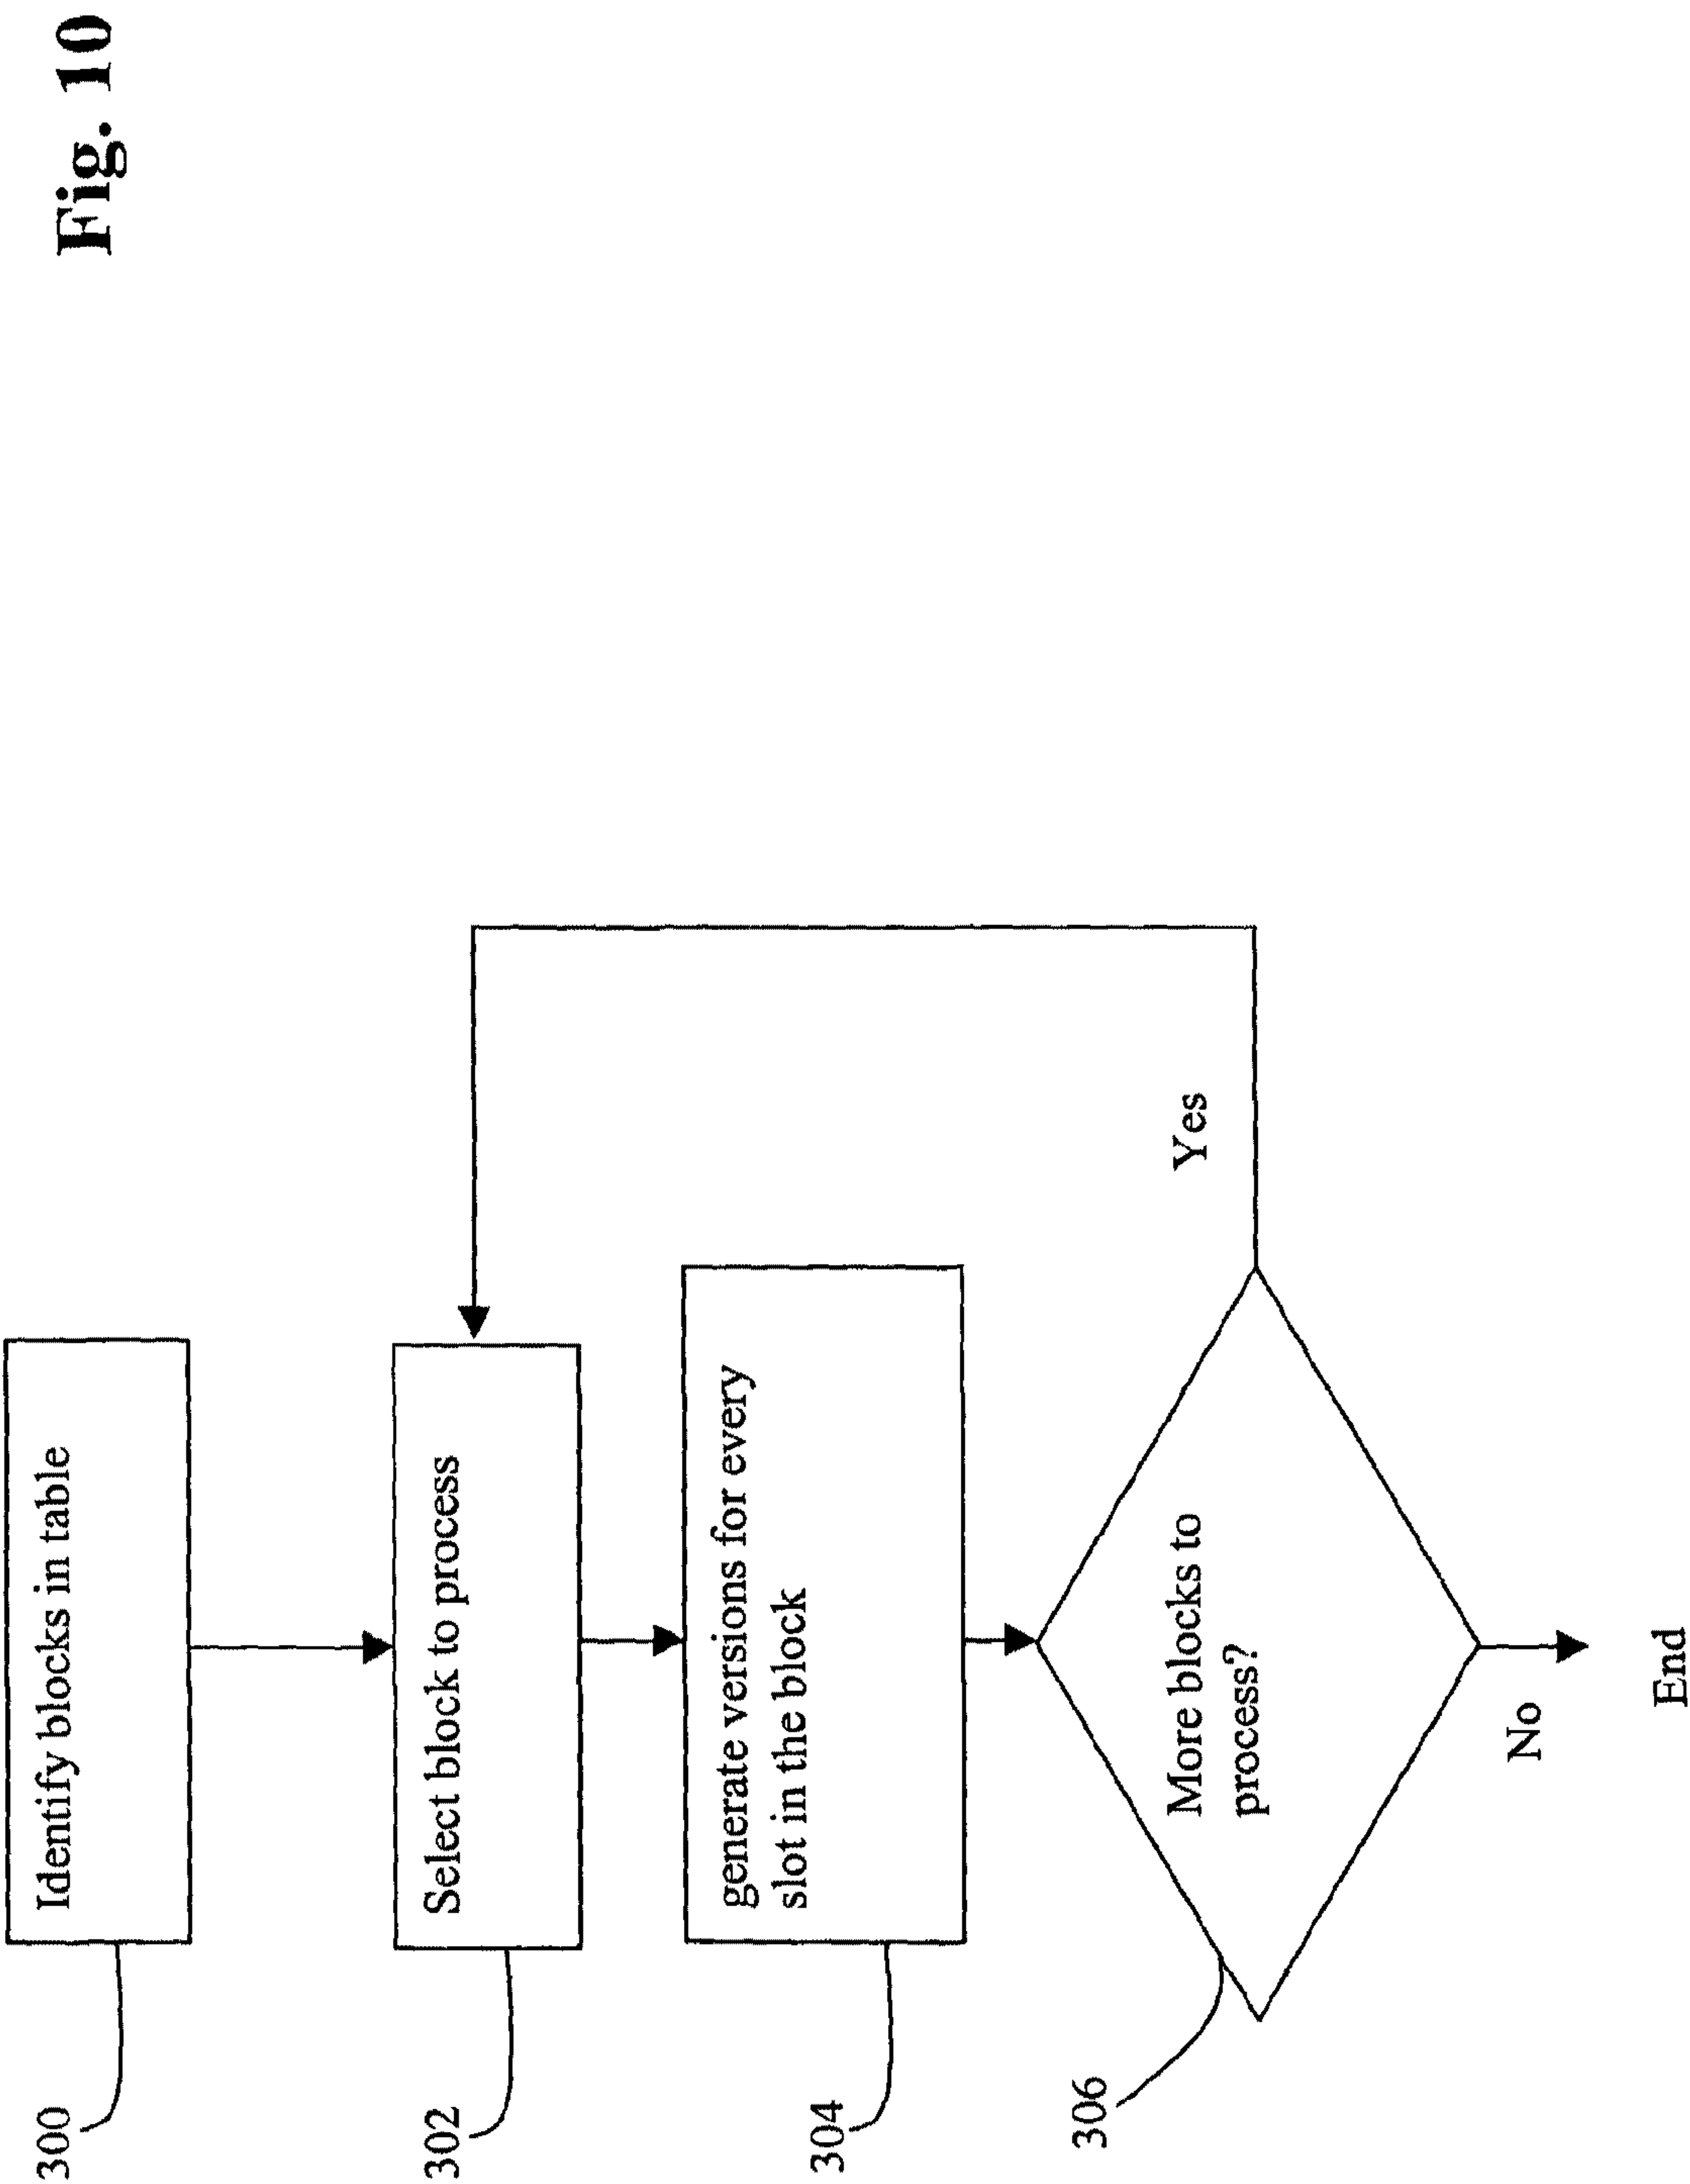 Fig. 10
300
Identify blocks in table
302
Select block to process
304
generate versions for every
slot in the block
306
More blocks to
process?
Yes
No
End